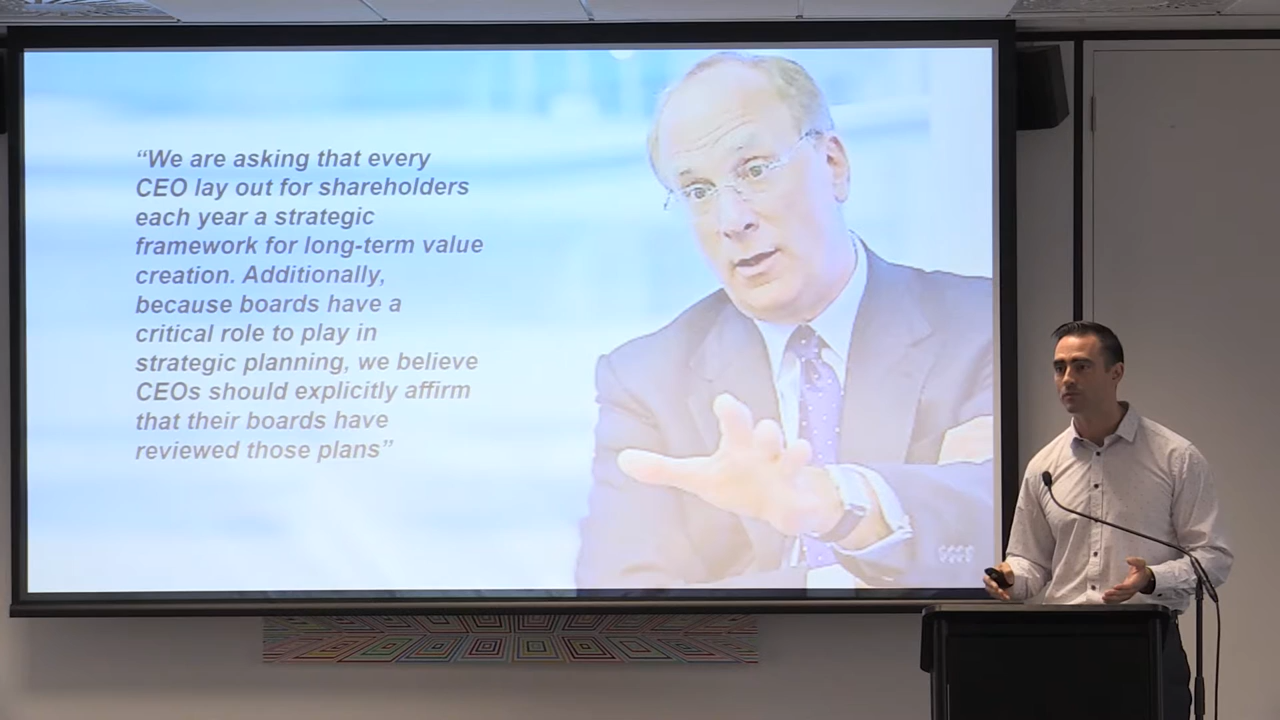 “We are asking that every
CEO lay out for shareholders
each year a strategic
framework for long-term value
creation. Additionally,
because boards have a
critical role to play in
strategic planning, we believe
CEOs should explicitly affirm
that their boards have
reviewed those plans”